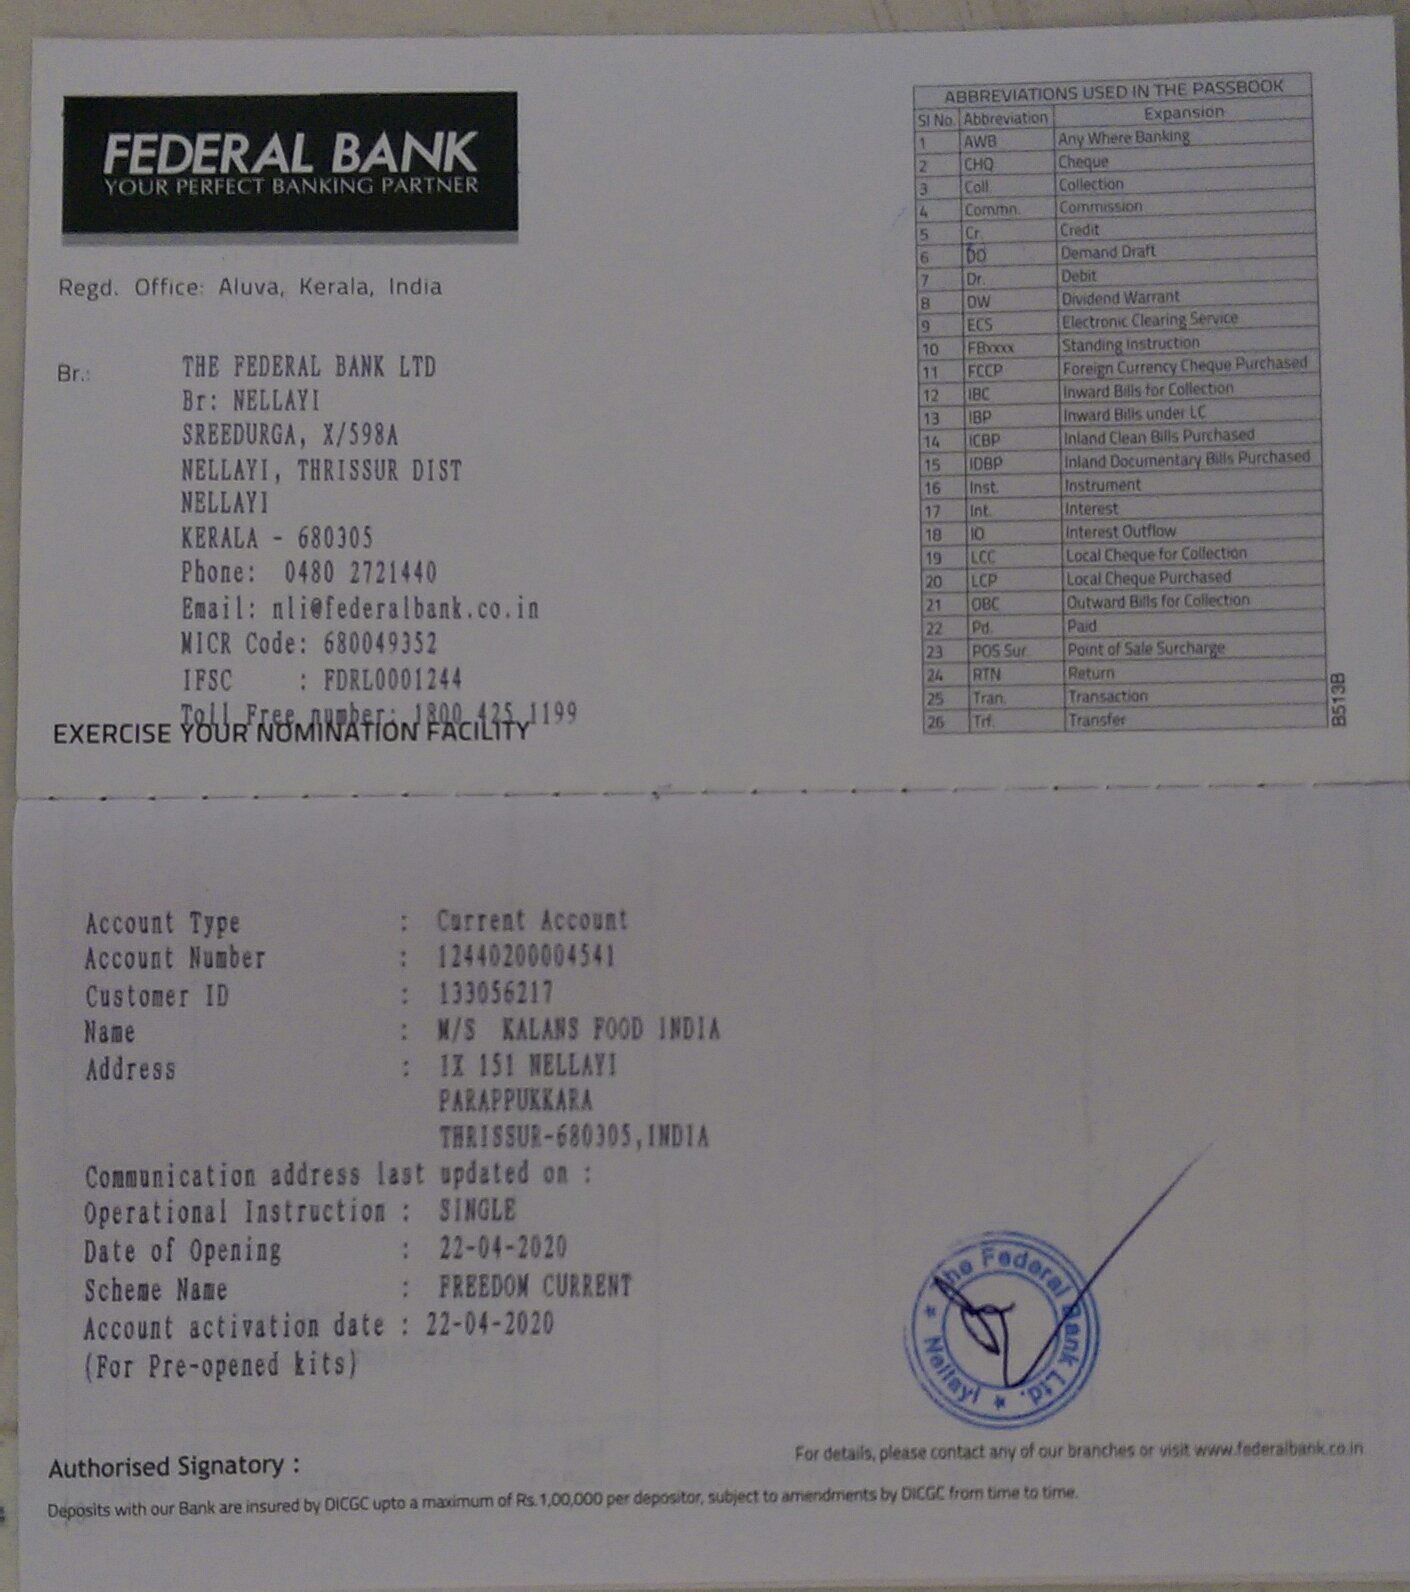 FEDERAL BANK
YOUR PERFECT BANKING PARTNER
Regd. Office: Aluva, Kerala, India
Br.: THE FEDERAL BANK LTD
Br: NELLAYI
SREEDURGA, X/598A
NELLAYI, THRISSUR DIST
NELLAYI
KERALA - 680305
Phone: 0480 2721440
Email: nli@federalbank.co.in
MICR Code: 680049352
IFSC : FDRL0001244
Toll Free number: 1800 425 1199
EXERCISE YOUR NOMINATION FACILITY
ABBREVIATIONS USED IN THE PASSBOOK
Sl No. Abbreviation Expansion
1 AWB Any Where Banking
2 CHQ Cheque
3 Coll. Collection
4 Commn. Commission
5 Cr. Credit
6 DD Demand Draft
7 Dr. Debit
8 DW Dividend Warrant
9 ECS Electronic Clearing Service
10 FBxxxx Standing Instruction
11 FCCP Foreign Currency Cheque Purchased
12 IBC Inward Bills for Collection
13 IBP Inward Bills under LC
14 ICBP Inland Clean Bills Purchased
15 IDBP Inland Documentary Bills Purchased
16 Inst. Instrument
17 Int. Interest
18 IO Interest Outflow
19 LCC Local Cheque for Collection
20 LCP Local Cheque Purchased
21 OBC Outward Bills for Collection
22 Pd. Paid
23 POS Sur. Point of Sale Surcharge
24 RTN Return
25 Tran. Transaction
26 Trf. Transfer
B513B
Account Type : Current Account
Account Number : 12440200004541
Customer ID : 133056217
Name : M/S KALANS FOOD INDIA
Address : IX 151 NELLAYI
PARAPPUKKARA
THRISSUR-680305,INDIA
Communication address last updated on :
Operational Instruction : SINGLE
Date of Opening : 22-04-2020
Scheme Name : FREEDOM CURRENT
Account activation date : 22-04-2020
(For Pre-opened kits)
The Federal Bank Ltd.
★ Nellayi ★
Authorised Signatory :
For details, please contact any of our branches or visit www.federalbank.co.in
Deposits with our Bank are insured by DICGC upto a maximum of Rs.1,00,000 per depositor, subject to amendments by DICGC from time to time.